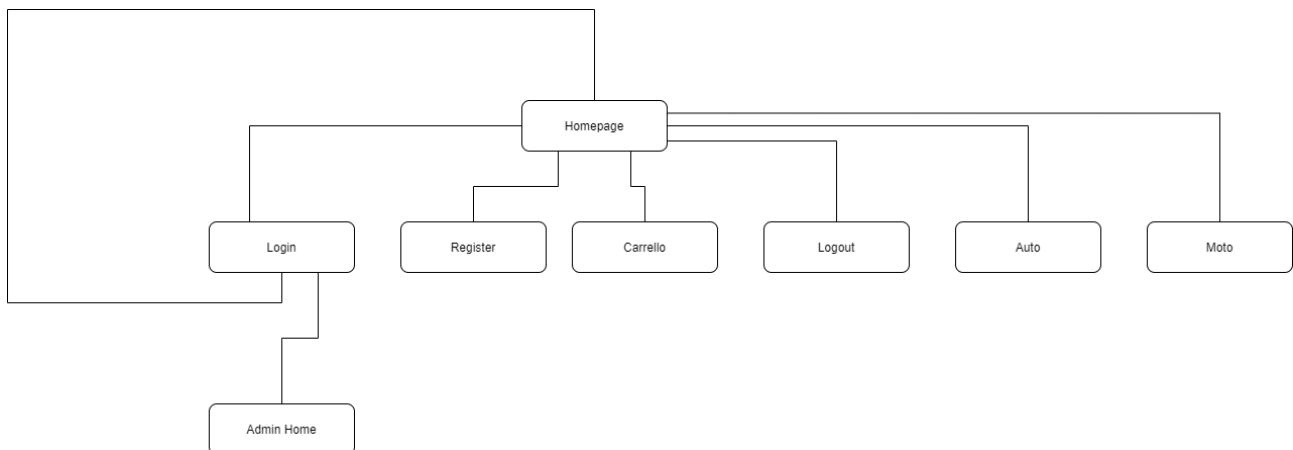 Homepage
Login
Register
Carrello
Logout
Auto
Moto
Admin Home